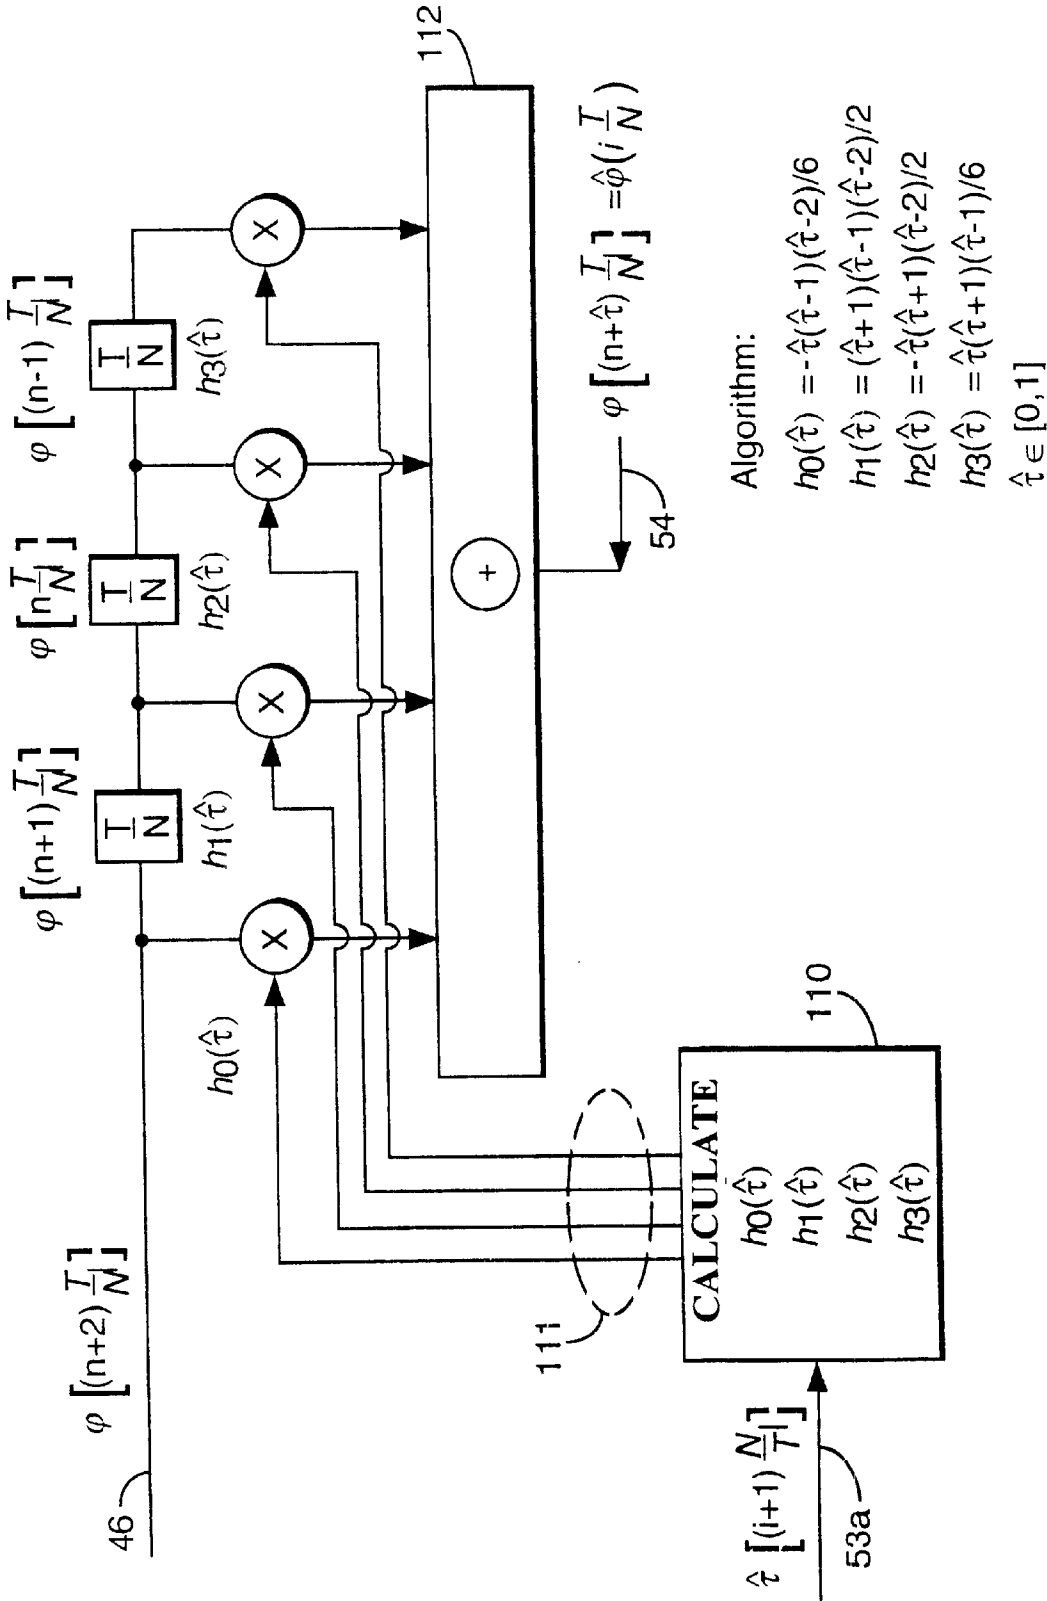 46
φ [(n+2) T/N]
φ [(n+1) T/N]
φ [n T/N]
φ [(n-1) T/N]
T/N
T/N
T/N
h0(τ̂)
h1(τ̂)
h2(τ̂)
h3(τ̂)
X
X
X
X
112
+
111
54
φ [(n+τ̂) T/N] = φ̂(i T/N)
τ̂ [(i+1) N/T]
53a
110
CALCULATE
h0(τ̂)
h1(τ̂)
h2(τ̂)
h3(τ̂)
Algorithm:
h0(τ̂) =-τ̂(τ̂-1)(τ̂-2)/6
h1(τ̂) =(τ̂+1)(τ̂-1)(τ̂-2)/2
h2(τ̂) =-τ̂(τ̂+1)(τ̂-2)/2
h3(τ̂) =τ̂(τ̂+1)(τ̂-1)/6
τ̂ ∈ [0,1]